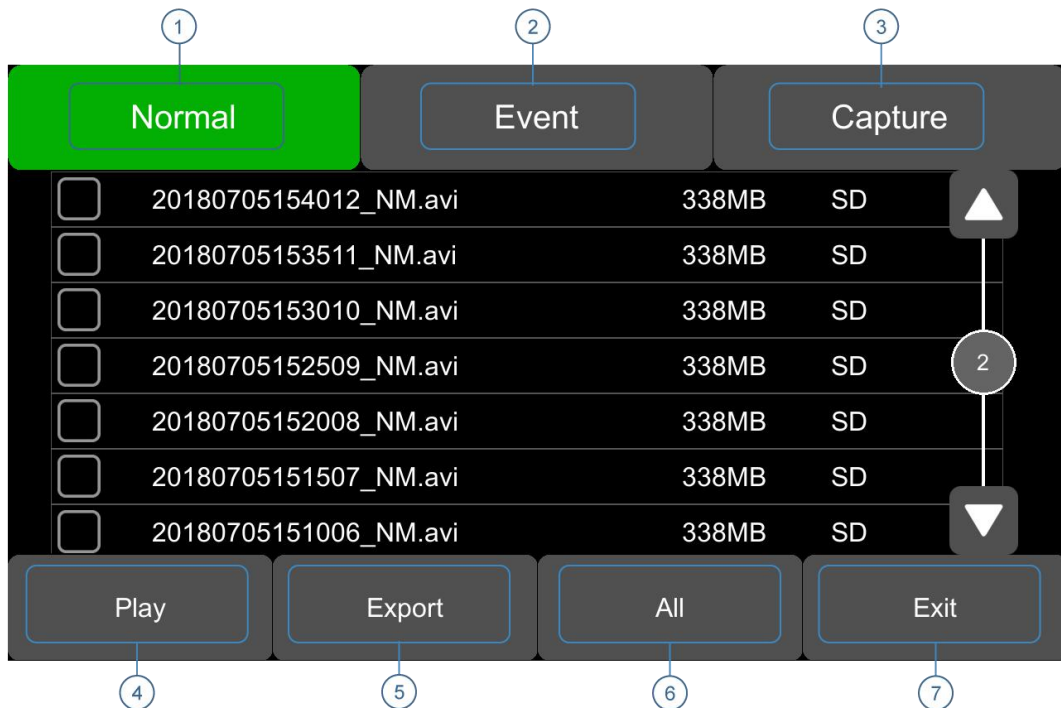 1 2 3
Normal Event Capture
20180705154012_NM.avi 338MB SD
20180705153511_NM.avi 338MB SD
20180705153010_NM.avi 338MB SD
20180705152509_NM.avi 338MB SD
2
20180705152008_NM.avi 338MB SD
20180705151507_NM.avi 338MB SD
20180705151006_NM.avi 338MB SD
Play Export All Exit
4 5 6 7